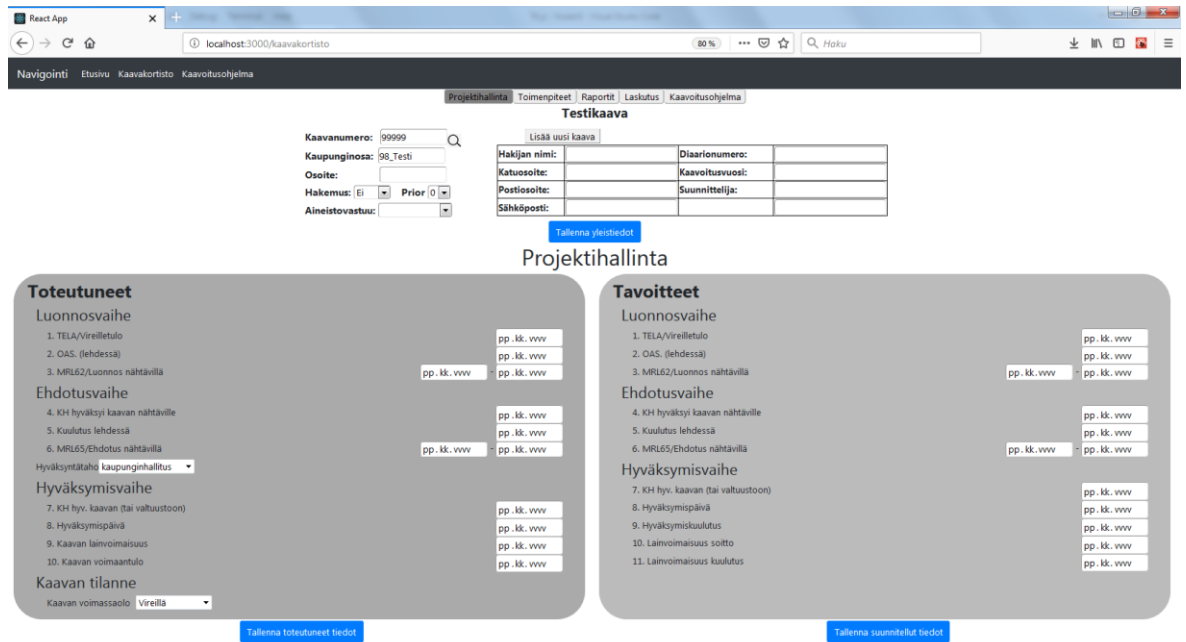 React App
localhost:3000/kaavakortisto
80 %
Haku
Navigointi Etusivu Kaavakortisto Kaavoitusohjelma
Projektihallinta Toimenpiteet Raportit Laskutus Kaavoitusohjelma
Testikaava
Kaavanumero: 99999
Lisää uusi kaava
Kaupunginosa: 98_Testi
Hakijan nimi: Diaarionumero:
Osoite:
Katuosoite: Kaavoitusvuosi:
Hakemus: Ei Prior 0
Postiosoite: Suunnittelija:
Aineistovastuu:
Sähköposti:
Tallenna yleistiedot
Projektihallinta
Toteutuneet
Luonnosvaihe
1. TELA/Vireilletulo pp.kk.vvvv
2. OAS. (lehdessä) pp.kk.vvvv
3. MRL62/Luonnos nähtävillä pp.kk.vvvv - pp.kk.vvvv
Ehdotusvaihe
4. KH hyväksyi kaavan nähtäville pp.kk.vvvv
5. Kuulutus lehdessä pp.kk.vvvv
6. MRL65/Ehdotus nähtävillä pp.kk.vvvv - pp.kk.vvvv
Hyväksyntätaho kaupunginhallitus
Hyväksymisvaihe
7. KH hyv. kaavan (tai valtuustoon) pp.kk.vvvv
8. Hyväksymispäivä pp.kk.vvvv
9. Kaavan lainvoimaisuus pp.kk.vvvv
10. Kaavan voimaantulo pp.kk.vvvv
Kaavan tilanne
Kaavan voimassaolo Vireillä
Tallenna toteutuneet tiedot
Tavoitteet
Luonnosvaihe
1. TELA/Vireilletulo pp.kk.vvvv
2. OAS. (lehdessä) pp.kk.vvvv
3. MRL62/Luonnos nähtävillä pp.kk.vvvv - pp.kk.vvvv
Ehdotusvaihe
4. KH hyväksyi kaavan nähtäville pp.kk.vvvv
5. Kuulutus lehdessä pp.kk.vvvv
6. MRL65/Ehdotus nähtävillä pp.kk.vvvv - pp.kk.vvvv
Hyväksymisvaihe
7. KH hyv. kaavan (tai valtuustoon) pp.kk.vvvv
8. Hyväksymispäivä pp.kk.vvvv
9. Hyväksymiskuulutus pp.kk.vvvv
10. Lainvoimaisuus soitto pp.kk.vvvv
11. Lainvoimaisuus kuulutus pp.kk.vvvv
Tallenna suunnitellut tiedot